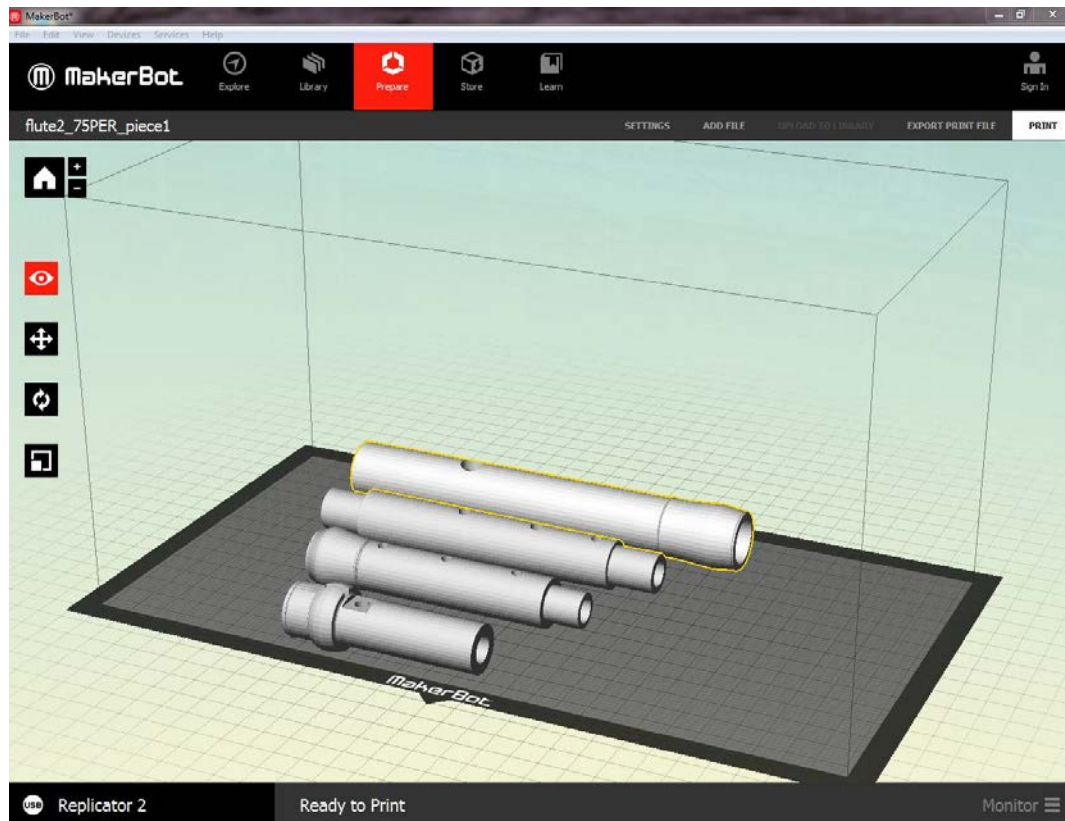 MakerBot*
File Edit View Devices Services Help
MakerBot
Explore
Library
Prepare
Store
Learn
Sign In
flute2_75PER_piece1
SETTINGS ADD FILE UPLOAD TO LIBRARY EXPORT PRINT FILE PRINT
MakerBot
USB Replicator 2 Ready to Print Monitor